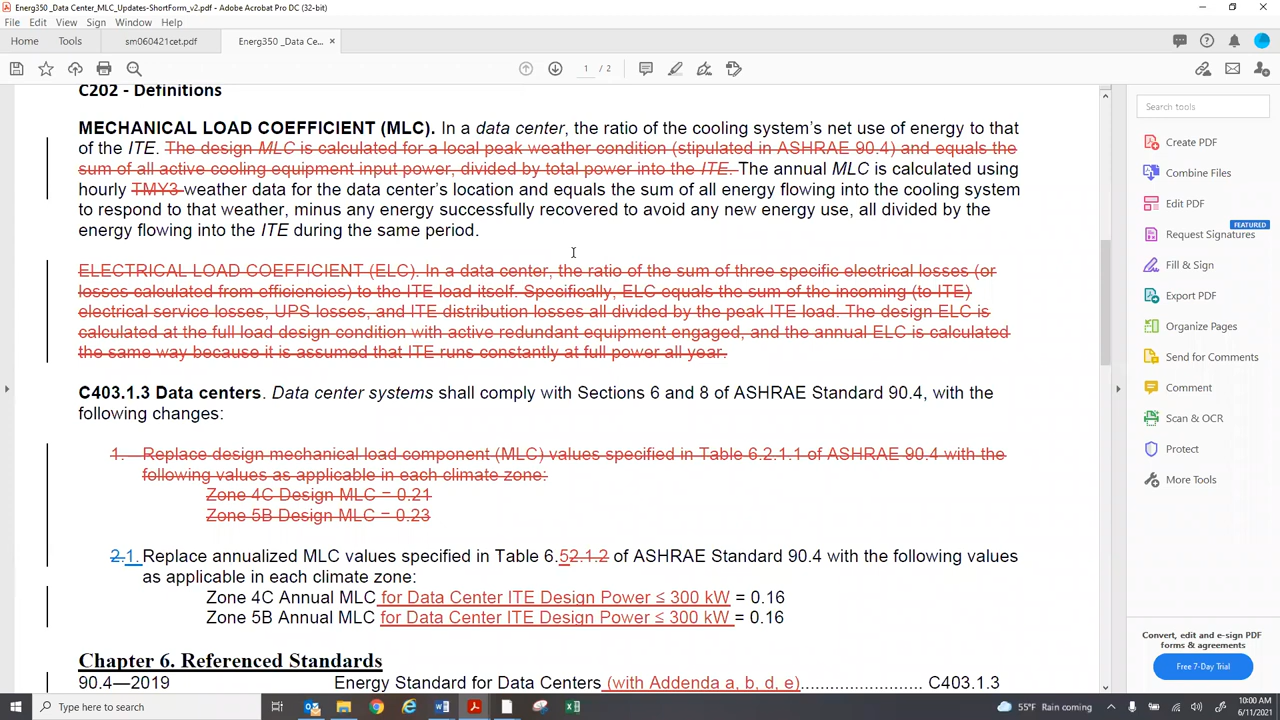 Energ350 _Data Center_MLC_Updates-ShortForm_v2.pdf - Adobe Acrobat Pro DC (32-bit)
File Edit View Sign Window Help
Home Tools sm060421cet.pdf Energ350 _Data Ce... ×
1 / 2
C202 - Definitions
MECHANICAL LOAD COEFFICIENT (MLC). In a data center, the ratio of the cooling system's net use of energy to that
of the ITE. The design MLC is calculated for a local peak weather condition (stipulated in ASHRAE 90.4) and equals the
sum of all active cooling equipment input power, divided by total power into the ITE. The annual MLC is calculated using
hourly TMY3 weather data for the data center's location and equals the sum of all energy flowing into the cooling system
to respond to that weather, minus any energy successfully recovered to avoid any new energy use, all divided by the
energy flowing into the ITE during the same period.
ELECTRICAL LOAD COEFFICIENT (ELC). In a data center, the ratio of the sum of three specific electrical losses (or
losses calculated from efficiencies) to the ITE load itself. Specifically, ELC equals the sum of the incoming (to ITE)
electrical service losses, UPS losses, and ITE distribution losses all divided by the peak ITE load. The design ELC is
calculated at the full load design condition with active redundant equipment engaged, and the annual ELC is calculated
the same way because it is assumed that ITE runs constantly at full power all year.
C403.1.3 Data centers. Data center systems shall comply with Sections 6 and 8 of ASHRAE Standard 90.4, with the
following changes:
1. Replace design mechanical load component (MLC) values specified in Table 6.2.1.1 of ASHRAE 90.4 with the
following values as applicable in each climate zone:
Zone 4C Design MLC = 0.21
Zone 5B Design MLC = 0.23
2.1. Replace annualized MLC values specified in Table 6.52.1.2 of ASHRAE Standard 90.4 with the following values
as applicable in each climate zone:
Zone 4C Annual MLC for Data Center ITE Design Power ≤ 300 kW = 0.16
Zone 5B Annual MLC for Data Center ITE Design Power ≤ 300 kW = 0.16
Chapter 6. Referenced Standards
90.4—2019 Energy Standard for Data Centers (with Addenda a, b, d, e)........................ C403.1.3
Search tools
Create PDF
Combine Files
Edit PDF
FEATURED
Request Signatures
Fill & Sign
Export PDF
Organize Pages
Send for Comments
Comment
Scan & OCR
Protect
More Tools
Convert, edit and e-sign PDF
forms & agreements
Free 7-Day Trial
Type here to search
55°F Rain coming
10:00 AM
6/11/2021